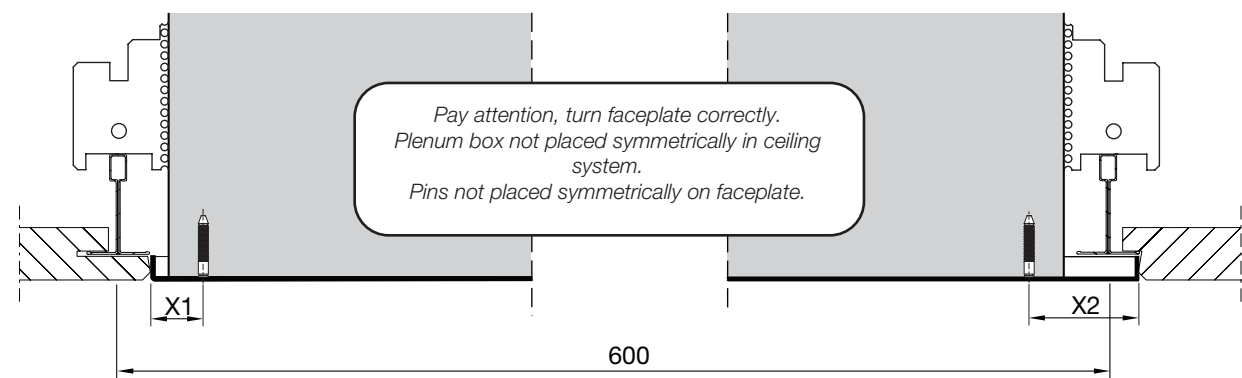 Pay attention, turn faceplate correctly.
Plenum box not placed symmetrically in ceiling
system.
Pins not placed symmetrically on faceplate.
X1
X2
600